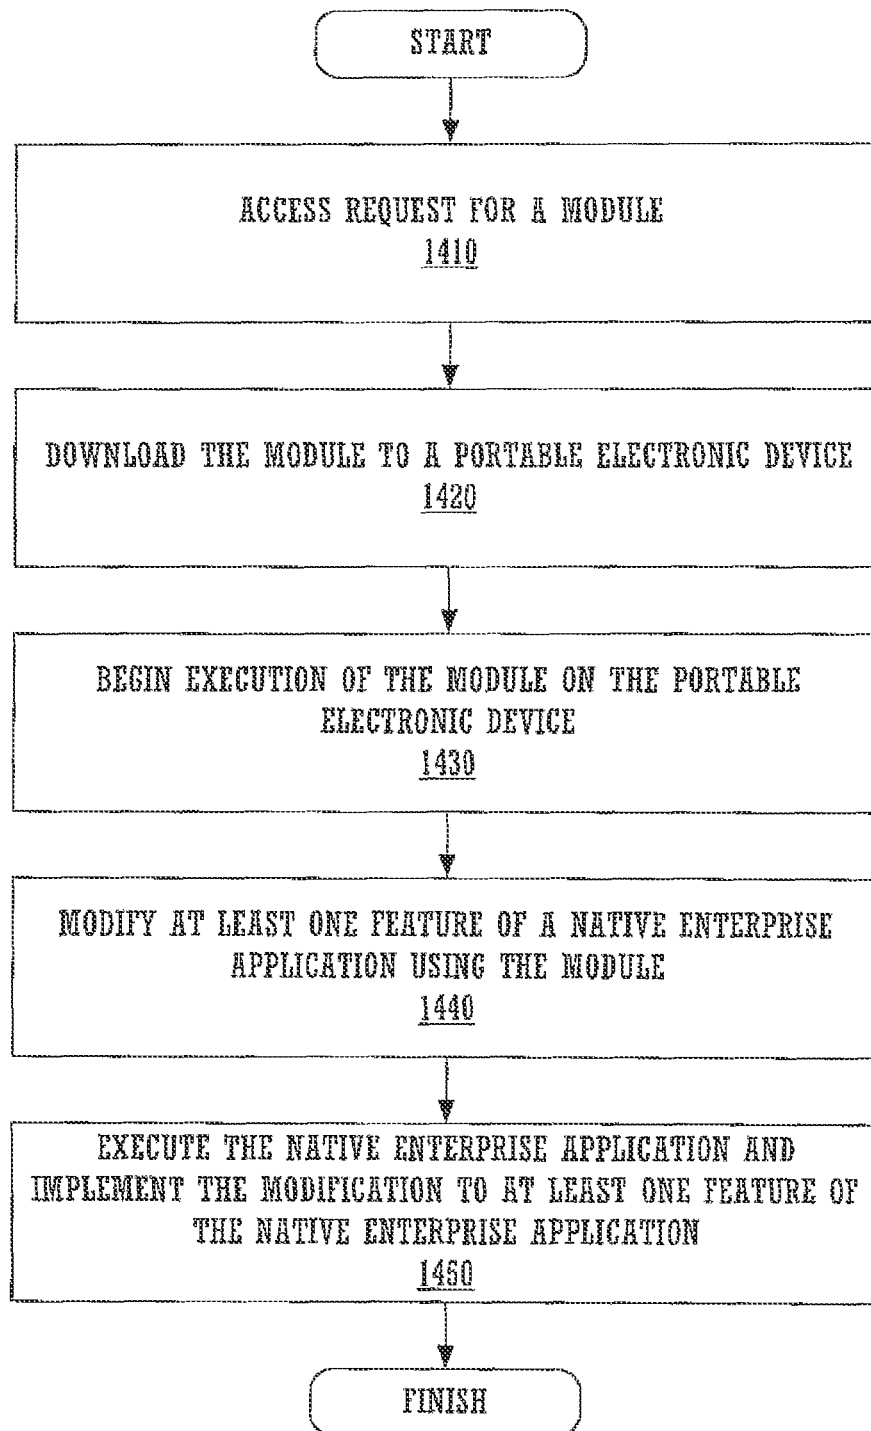 START
ACCESS REQUEST FOR A MODULE
1410
DOWNLOAD THE MODULE TO A PORTABLE ELECTRONIC DEVICE
1420
BEGIN EXECUTION OF THE MODULE ON THE PORTABLE
ELECTRONIC DEVICE
1430
MODIFY AT LEAST ONE FEATURE OF A NATIVE ENTERPRISE
APPLICATION USING THE MODULE
1440
EXECUTE THE NATIVE ENTERPRISE APPLICATION AND
IMPLEMENT THE MODIFICATION TO AT LEAST ONE FEATURE OF
THE NATIVE ENTERPRISE APPLICATION
1460
FINISH